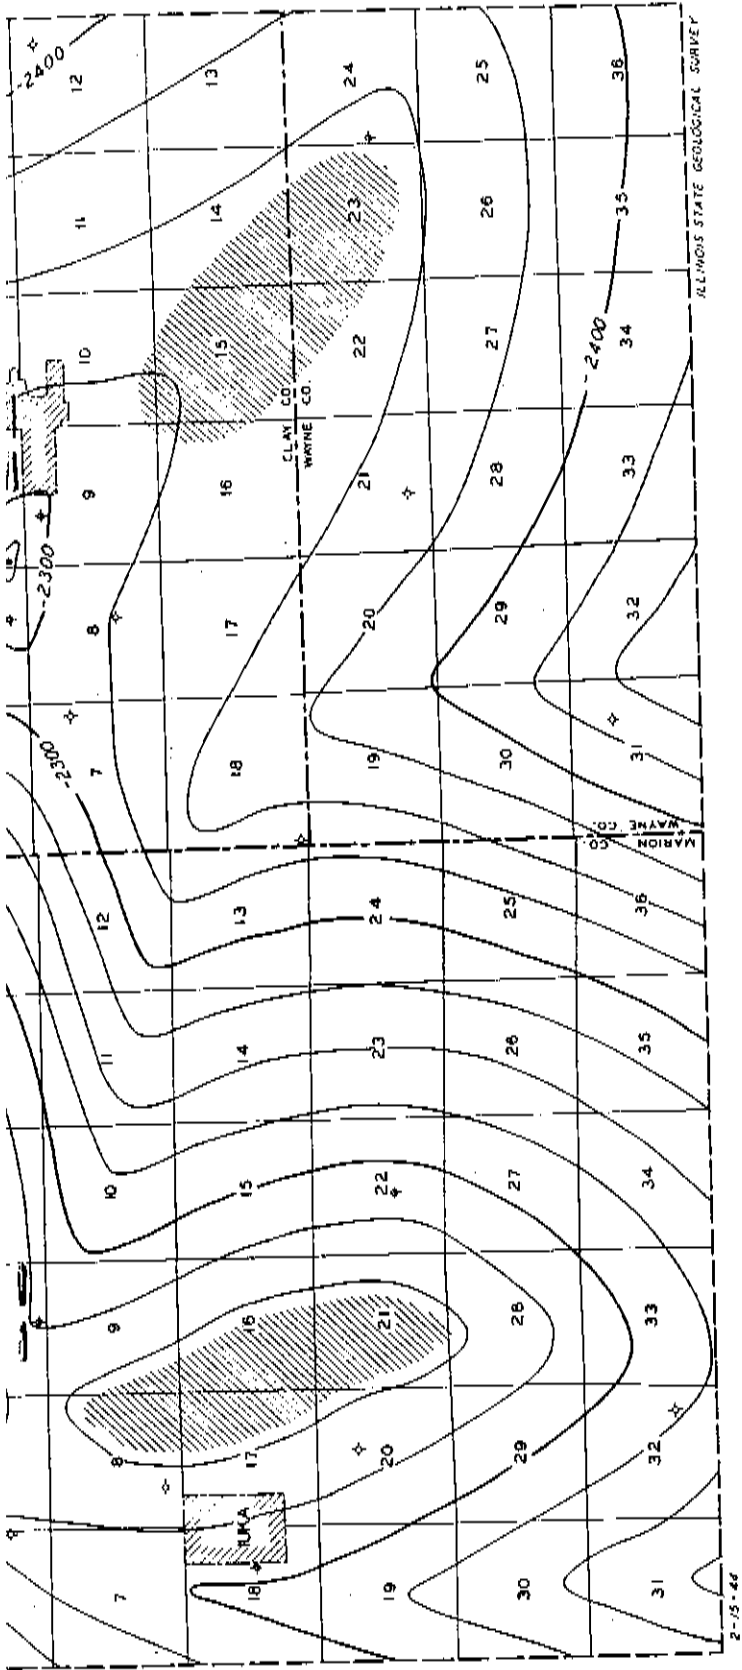 -2300
-2300
-2400
7 8 9 10 11 12 7 8 9 10 11 12
18 17 16 15 14 13 18 17 16 15 14 13
IUKA
CLAY CO.
WAYNE CO.
19 20 21 22 23 24 19 20 21 22 23 24
30 29 28 27 26 25 30 29 28 27 26 25
-2400
31 32 33 34 35 36 31 32 33 34 35 36
MARION CO.
WAYNE CO.
2-15-44
ILLINOIS STATE GEOLOGICAL SURVEY